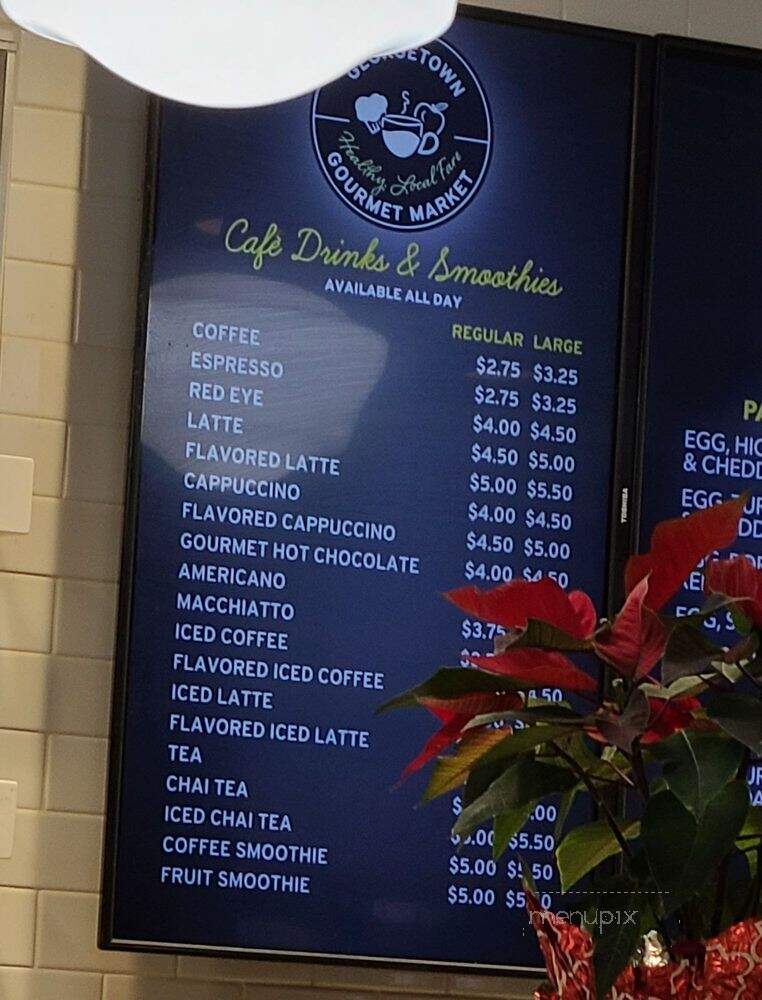 GEORGETOWN
Healthy, Local Fare
GOURMET MARKET
Café Drinks & Smoothies
AVAILABLE ALL DAY
REGULAR LARGE
COFFEE $2.75 $3.25
ESPRESSO $2.75 $3.25
RED EYE $4.00 $4.50
LATTE $4.50 $5.00
FLAVORED LATTE $5.00 $5.50
CAPPUCCINO $4.00 $4.50
FLAVORED CAPPUCCINO $4.50 $5.00
GOURMET HOT CHOCOLATE $4.00 $4.50
AMERICANO
MACCHIATTO $3.75
ICED COFFEE
FLAVORED ICED COFFEE
ICED LATTE
FLAVORED ICED LATTE
TEA
CHAI TEA
ICED CHAI TEA $5.50
COFFEE SMOOTHIE $5.00
FRUIT SMOOTHIE $5.00
TOSHIBA
EGG,
& CHEDD
EGG,
EGG, S
menupix